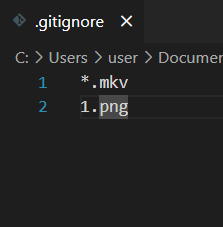 .gitignore
C: > Users > user > Documen
1 *.mkv
2 1.png